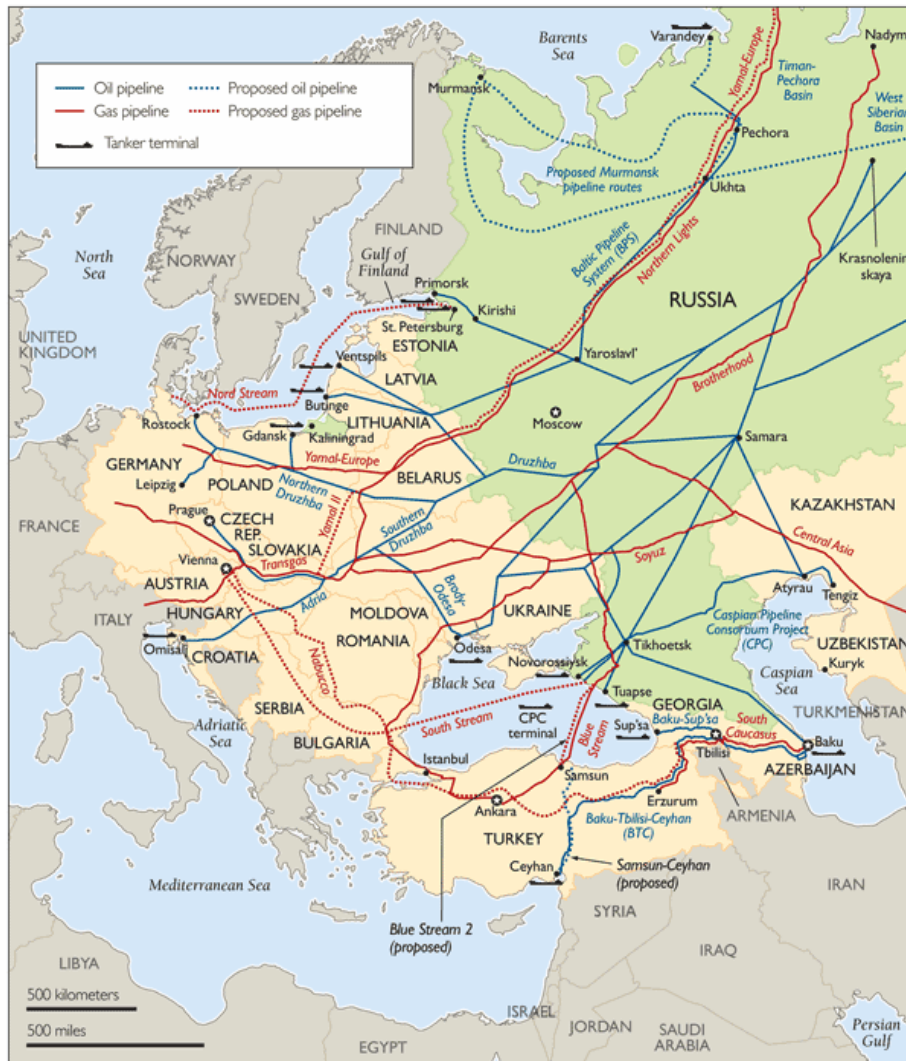 Barents
Sea
Varandey
Nadym
Oil pipeline
Proposed oil pipeline
Gas pipeline
Proposed gas pipeline
Tanker terminal
Murmansk
Yamal-Europe
Timan-
Pechora
Basin
West
Siberian
Basin
Pechora
Proposed Murmansk
pipeline routes
Ukhta
Baltic Pipeline
System (BPS)
Northern Lights
Krasnolenin
skaya
FINLAND
North
Sea
NORWAY
Gulf of
Finland
SWEDEN
Primorsk
Kirishi
RUSSIA
St. Petersburg
ESTONIA
UNITED
KINGDOM
Yaroslavl'
Ventspils
LATVIA
Brotherhood
Nord Stream
Butinge
Moscow
LITHUANIA
Rostock
Gdansk
Kaliningrad
Samara
Yamal-Europe
GERMANY
Leipzig
POLAND
Northern
Druzhba
BELARUS
Druzhba
KAZAKHSTAN
Prague
CZECH
REP.
Yamal II
Southern
Druzhba
FRANCE
SLOVAKIA
Transgas
Soyuz
Central Asia
Vienna
AUSTRIA
Adria
Brody-
Odesa
Atyrau
Tengiz
HUNGARY
MOLDOVA
UKRAINE
Caspian Pipeline
Consortium Project
(CPC)
ITALY
ROMANIA
Omisalj
CROATIA
Odesa
Tikhoretsk
UZBEKISTAN
Kuryk
Nabucco
Novorossiysk
Caspian
Sea
Black Sea
Tuapse
Adriatic
Sea
SERBIA
South Stream
CPC
terminal
Blue
Stream
GEORGIA
Sup'sa
Baku-Sup'sa
South
Caucasus
TURKMENISTAN
BULGARIA
Tbilisi
Baku
Istanbul
Samsun
AZERBAIJAN
Ankara
Erzurum
ARMENIA
TURKEY
Baku-Tbilisi-Ceyhan
(BTC)
Ceyhan
Samsun-Ceyhan
(proposed)
Mediterranean Sea
IRAN
SYRIA
Blue Stream 2
(proposed)
IRAQ
LIBYA
500 kilometers
500 miles
ISRAEL
JORDAN
EGYPT
SAUDI
ARABIA
Persian
Gulf